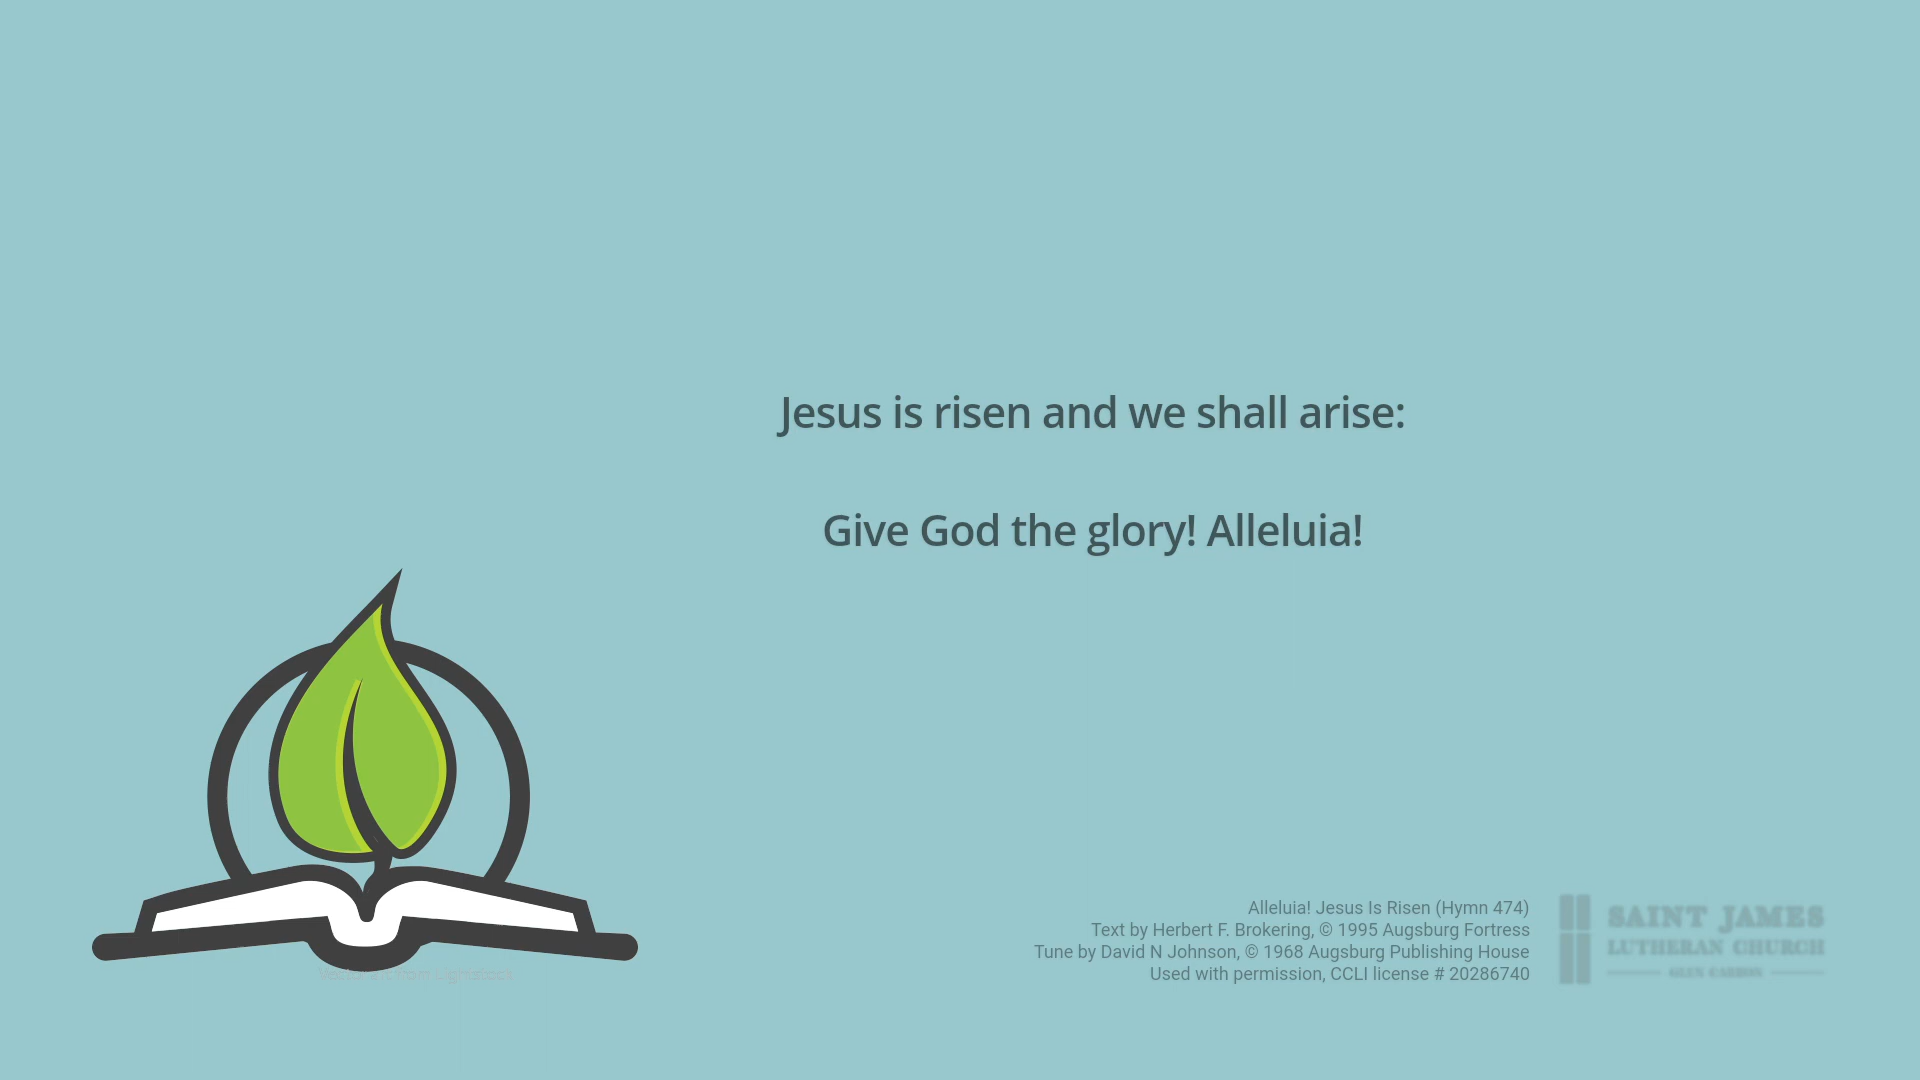 Jesus is risen and we shall arise:
Give God the glory! Alleluia!
Alleluia! Jesus Is Risen (Hymn 474)
Text by Herbert F. Brokering, © 1995 Augsburg Fortress
Tune by David N Johnson, © 1968 Augsburg Publishing House
Used with permission, CCLI license # 20286740
SAINT JAMES
LUTHERAN CHURCH
GLEN CARBON